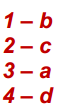 1 – b
2 – c
3 – a
4 – d